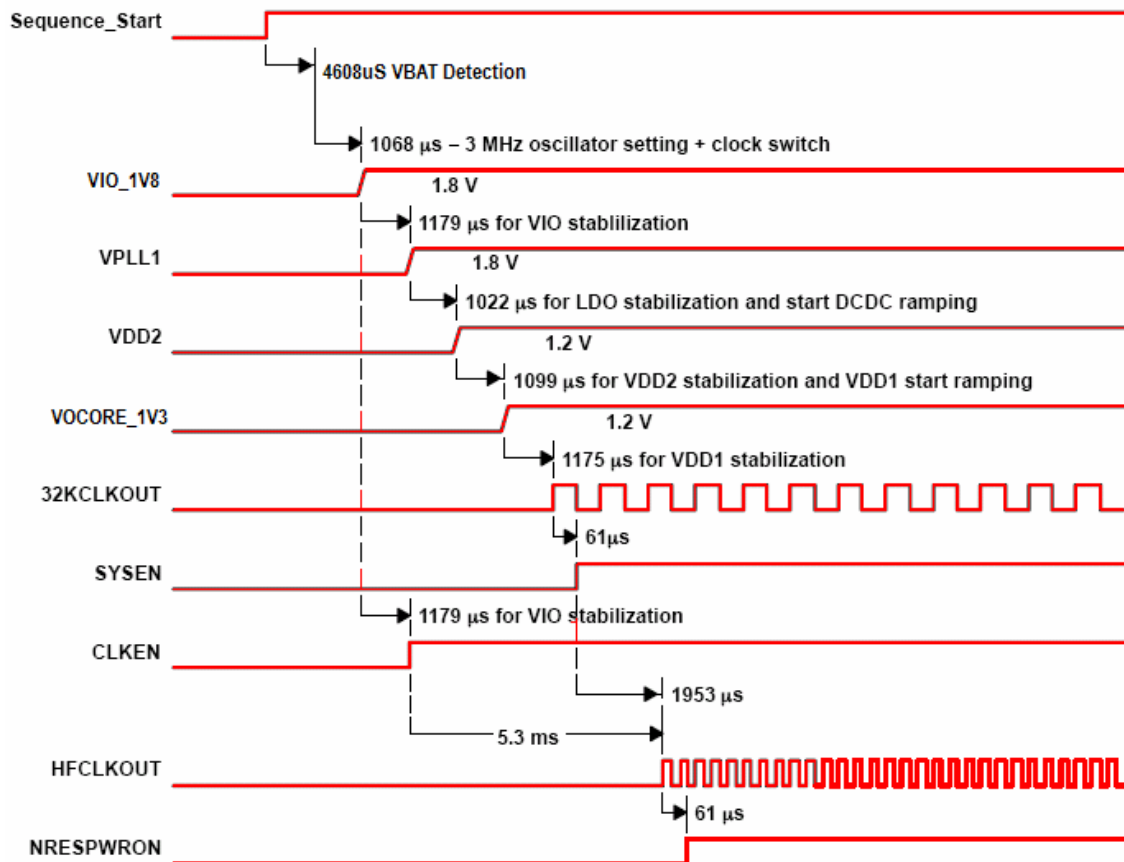 Sequence_Start
4608uS VBAT Detection
1068 µs – 3 MHz oscillator setting + clock switch
VIO_1V8
1.8 V
1179 µs for VIO stablilization
VPLL1
1.8 V
1022 µs for LDO stabilization and start DCDC ramping
VDD2
1.2 V
1099 µs for VDD2 stabilization and VDD1 start ramping
VOCORE_1V3
1.2 V
1175 µs for VDD1 stabilization
32KCLKOUT
61µs
SYSEN
1179 µs for VIO stabilization
CLKEN
1953 µs
5.3 ms
HFCLKOUT
61 µs
NRESPWRON